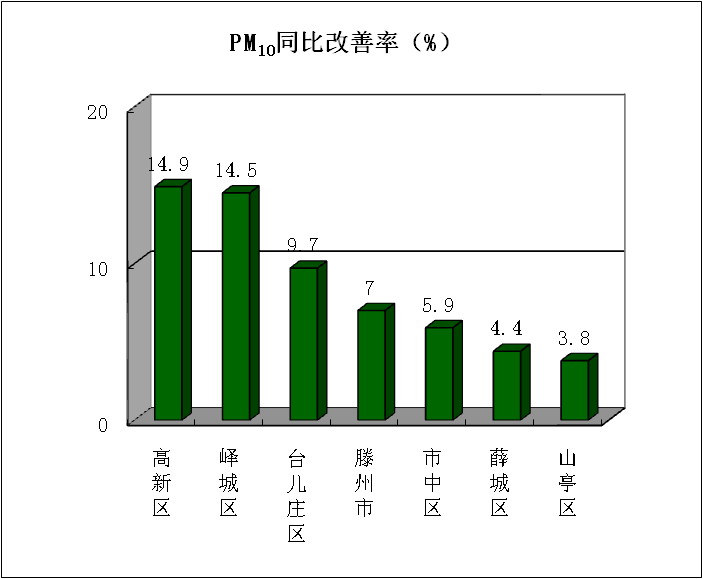 PM10同比改善率（%）
20
10
0
14.9
14.5
9.7
7
5.9
4.4
3.8
高新区
峄城区
台儿庄区
滕州市
市中区
薛城区
山亭区